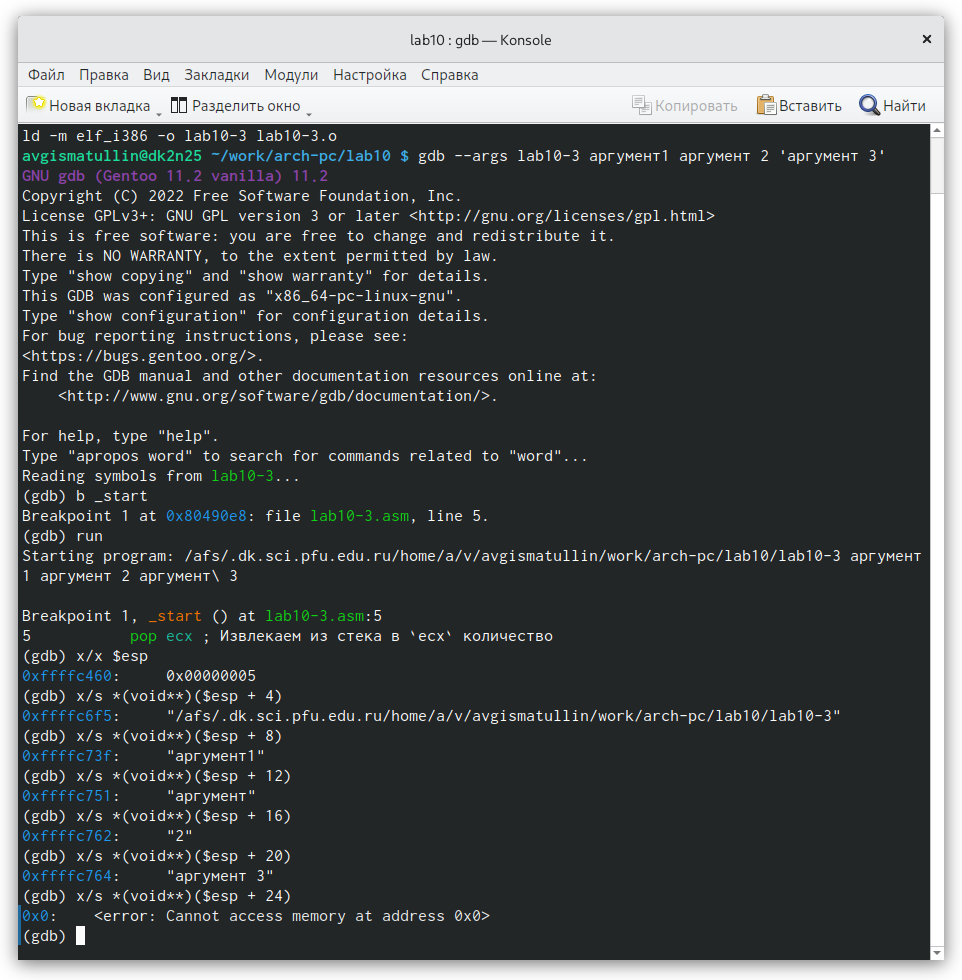 lab10 : gdb — Konsole
Файл Правка Вид Закладки Модули Настройка Справка
Новая вкладка Разделить окно Копировать Вставить Найти
ld -m elf_i386 -o lab10-3 lab10-3.o
avgismatullin@dk2n25 ~/work/arch-pc/lab10 $ gdb --args lab10-3 аргумент1 аргумент 2 'аргумент 3'
GNU gdb (Gentoo 11.2 vanilla) 11.2
Copyright (C) 2022 Free Software Foundation, Inc.
License GPLv3+: GNU GPL version 3 or later <http://gnu.org/licenses/gpl.html>
This is free software: you are free to change and redistribute it.
There is NO WARRANTY, to the extent permitted by law.
Type "show copying" and "show warranty" for details.
This GDB was configured as "x86_64-pc-linux-gnu".
Type "show configuration" for configuration details.
For bug reporting instructions, please see:
<https://bugs.gentoo.org/>.
Find the GDB manual and other documentation resources online at:
    <http://www.gnu.org/software/gdb/documentation/>.
For help, type "help".
Type "apropos word" to search for commands related to "word"...
Reading symbols from lab10-3...
(gdb) b _start
Breakpoint 1 at 0x80490e8: file lab10-3.asm, line 5.
(gdb) run
Starting program: /afs/.dk.sci.pfu.edu.ru/home/a/v/avgismatullin/work/arch-pc/lab10/lab10-3 аргумент
1 аргумент 2 аргумент\ 3
Breakpoint 1, _start () at lab10-3.asm:5
5           pop ecx ; Извлекаем из стека в `ecx` количество
(gdb) x/x $esp
0xffffc460:     0x00000005
(gdb) x/s *(void**)($esp + 4)
0xffffc6f5:     "/afs/.dk.sci.pfu.edu.ru/home/a/v/avgismatullin/work/arch-pc/lab10/lab10-3"
(gdb) x/s *(void**)($esp + 8)
0xffffc73f:     "аргумент1"
(gdb) x/s *(void**)($esp + 12)
0xffffc751:     "аргумент"
(gdb) x/s *(void**)($esp + 16)
0xffffc762:     "2"
(gdb) x/s *(void**)($esp + 20)
0xffffc764:     "аргумент 3"
(gdb) x/s *(void**)($esp + 24)
0x0:    <error: Cannot access memory at address 0x0>
(gdb)